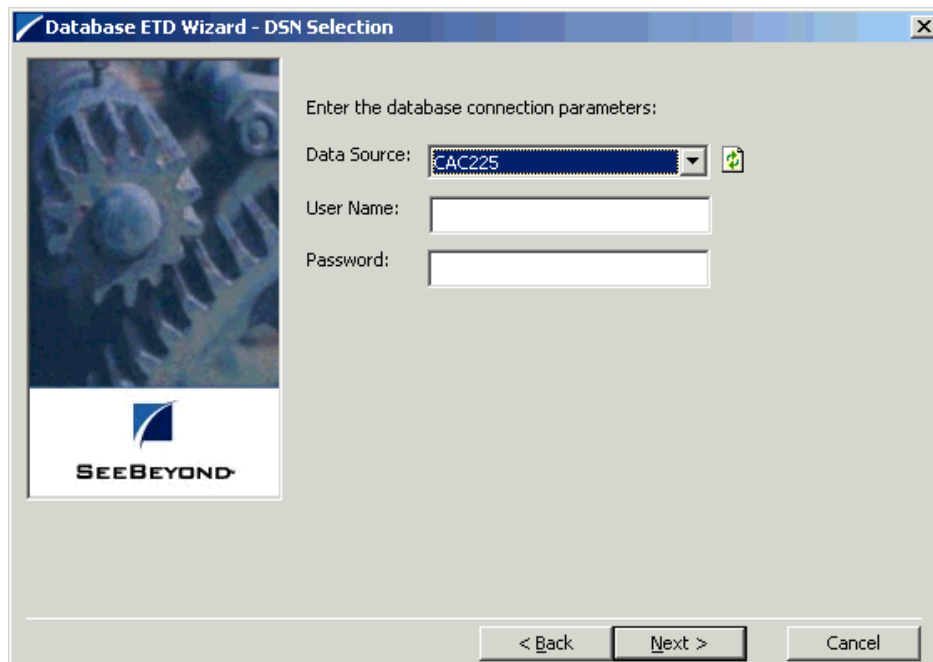 Database ETD Wizard - DSN Selection
Enter the database connection parameters:
Data Source: CAC225
User Name:
Password:
SEEBEYOND
< Back Next > Cancel